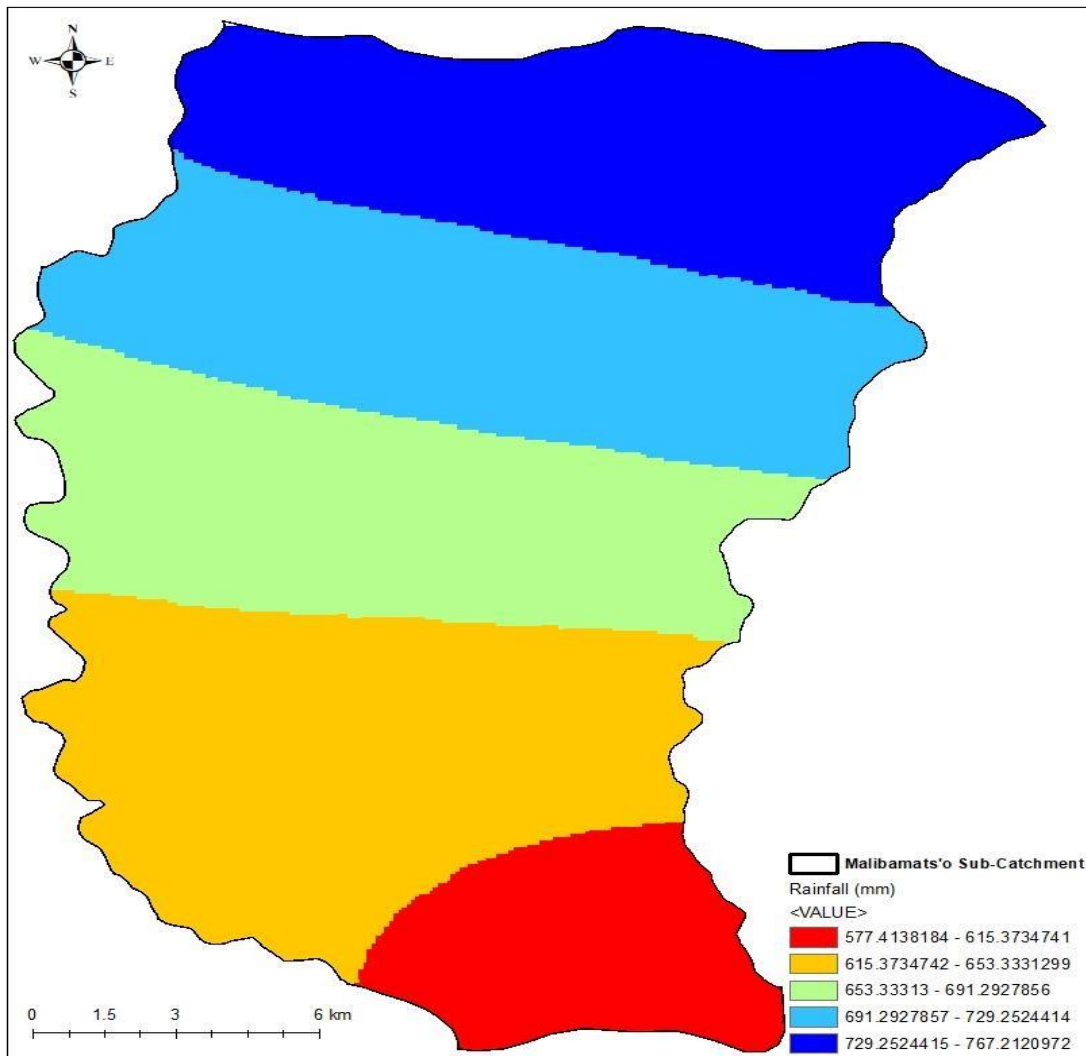 N
W E
S
Malibamats'o Sub-Catchment
Rainfall (mm)
<VALUE>
577.4138184 - 615.3734741
615.3734742 - 653.3331299
653.33313 - 691.2927856
691.2927857 - 729.2524414
729.2524415 - 767.2120972
0 1.5 3 6 km